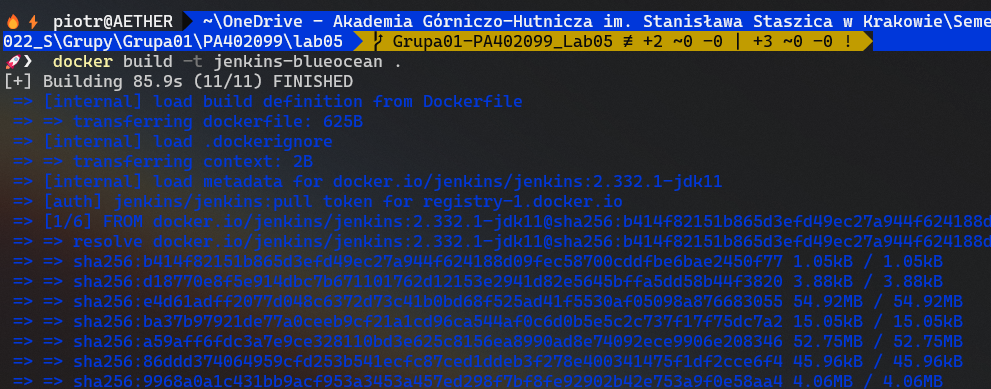 piotr@AETHER ~\OneDrive - Akademia Górniczo-Hutnicza im. Stanisława Staszica w Krakowie\Seme
022_S\Grupy\Grupa01\PA402099\lab05 Grupa01-PA402099_Lab05 ≢ +2 ~0 -0 | +3 ~0 -0 !
🚀❯ docker build -t jenkins-blueocean .
[+] Building 85.9s (11/11) FINISHED
=> [internal] load build definition from Dockerfile
=> => transferring dockerfile: 625B
=> [internal] load .dockerignore
=> => transferring context: 2B
=> [internal] load metadata for docker.io/jenkins/jenkins:2.332.1-jdk11
=> [auth] jenkins/jenkins:pull token for registry-1.docker.io
=> [1/6] FROM docker.io/jenkins/jenkins:2.332.1-jdk11@sha256:b414f82151b865d3efd49ec27a944f624188d
=> => resolve docker.io/jenkins/jenkins:2.332.1-jdk11@sha256:b414f82151b865d3efd49ec27a944f624188d
=> => sha256:b414f82151b865d3efd49ec27a944f624188d09fec58700cddfbe6bae2450f77 1.05kB / 1.05kB
=> => sha256:d18770e8f5e914dbc7b671101762d12153e2941d82e5645bffa5dd58b44f3820 3.88kB / 3.88kB
=> => sha256:e4d61adff2077d048c6372d73c41b0bd68f525ad41f5530af05098a876683055 54.92MB / 54.92MB
=> => sha256:ba37b97921de77a0ceeb9cf21a1cd96ca544af0c6d0b5e5c2c737f17f75dc7a2 15.05kB / 15.05kB
=> => sha256:a59aff6fdc3a7e9ce328110bd3e625c8156ea8990ad8e74092ece9906e208346 52.75MB / 52.75MB
=> => sha256:86ddd374064959cfd253b541ecfc87ced1ddeb3f278e400341475f1df2cce6f4 45.96kB / 45.96kB
=> => sha256:9968a0a1c431bb9acf953a3453a457ed298f7bf8fe92902b42e753a9f0e58aa4 4.06MB / 4.06MB